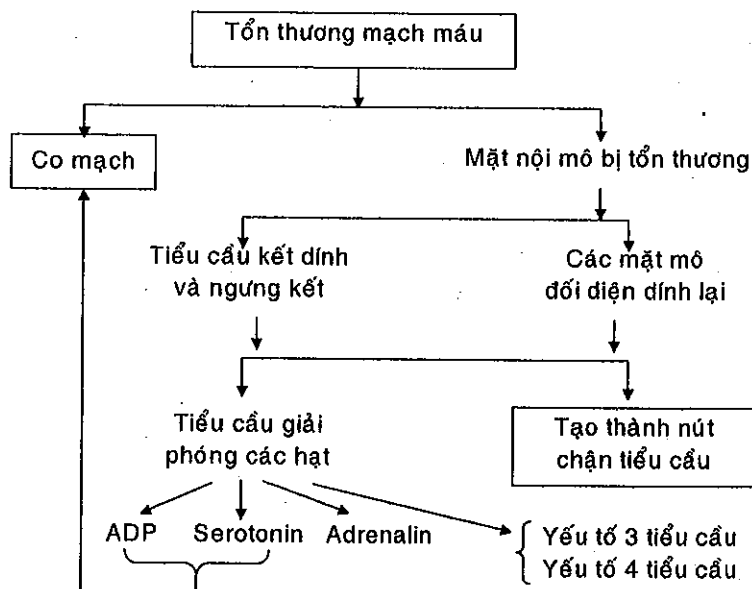 Tổn thương mạch máu
Co mạch
Mặt nội mô bị tổn thương
Tiểu cầu kết dính
và ngưng kết
Các mặt mô
đối diện dính lại
Tiểu cầu giải
phóng các hạt
Tạo thành nút
chận tiểu cầu
ADP
Serotonin
Adrenalin
Yếu tố 3 tiểu cầu
Yếu tố 4 tiểu cầu